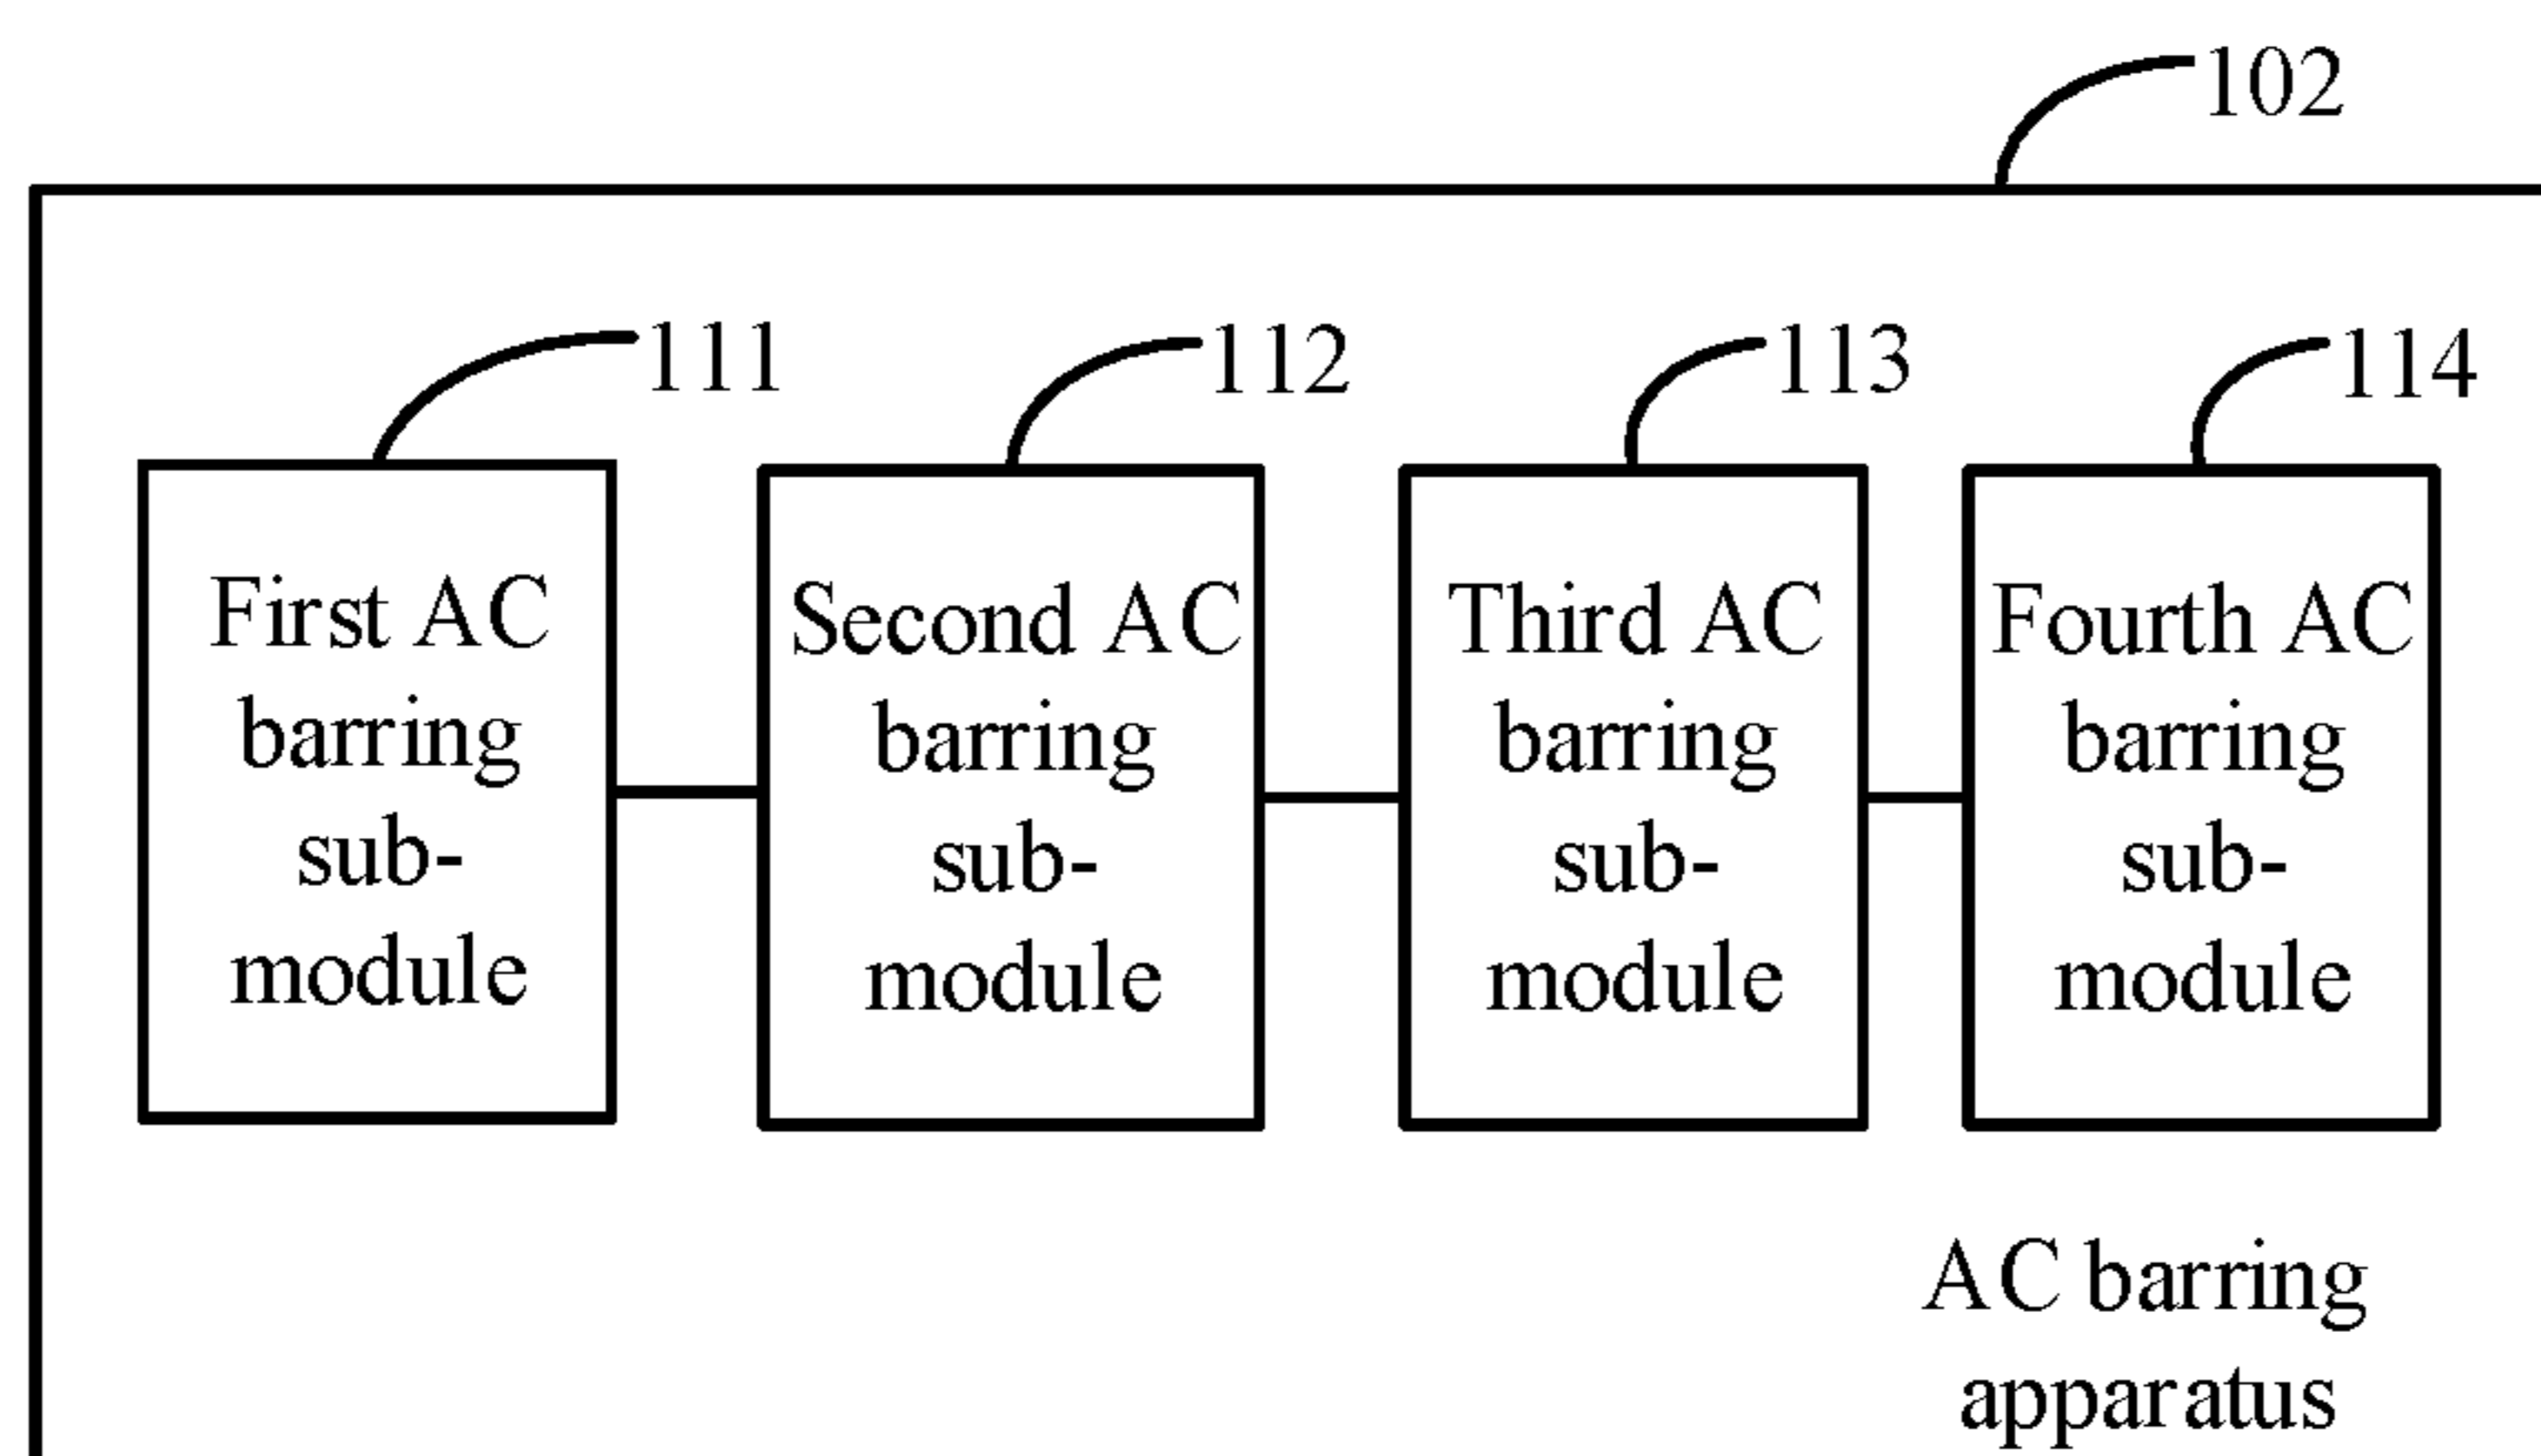 102
111
112
113
114
First AC
barring
sub-
module
Second AC
barring
sub-
module
Third AC
barring
sub-
module
Fourth AC
barring
sub-
module
AC barring
apparatus